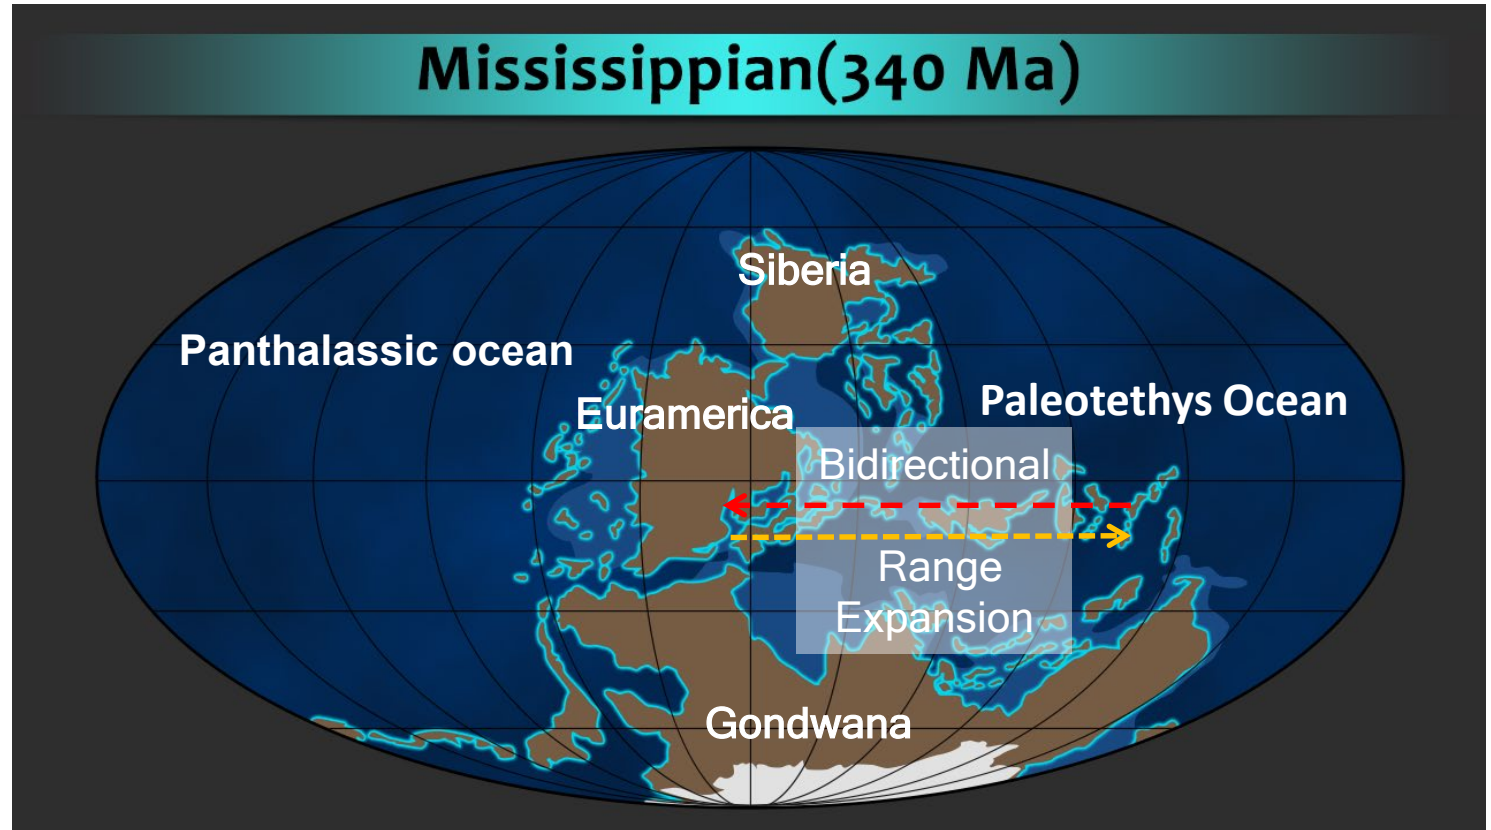 Mississippian(340 Ma)
Siberia
Panthalassic ocean
Euramerica
Paleotethys Ocean
Bidirectional
Range
Expansion
Gondwana